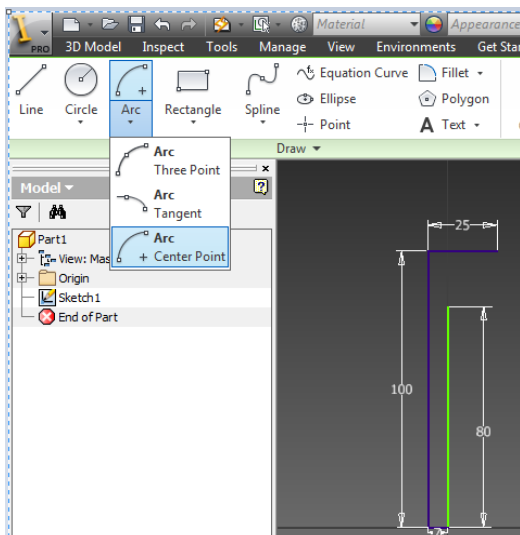 Material
Appearance
PRO
3D Model Inspect Tools Manage View Environments Get Star
Line Circle Arc Rectangle Spline
Equation Curve Fillet
Ellipse Polygon
Point A Text
Draw
Arc
Three Point
Arc
Tangent
Arc
Center Point
Model
Part1
View: Mas
Origin
Sketch1
End of Part
25
100
80